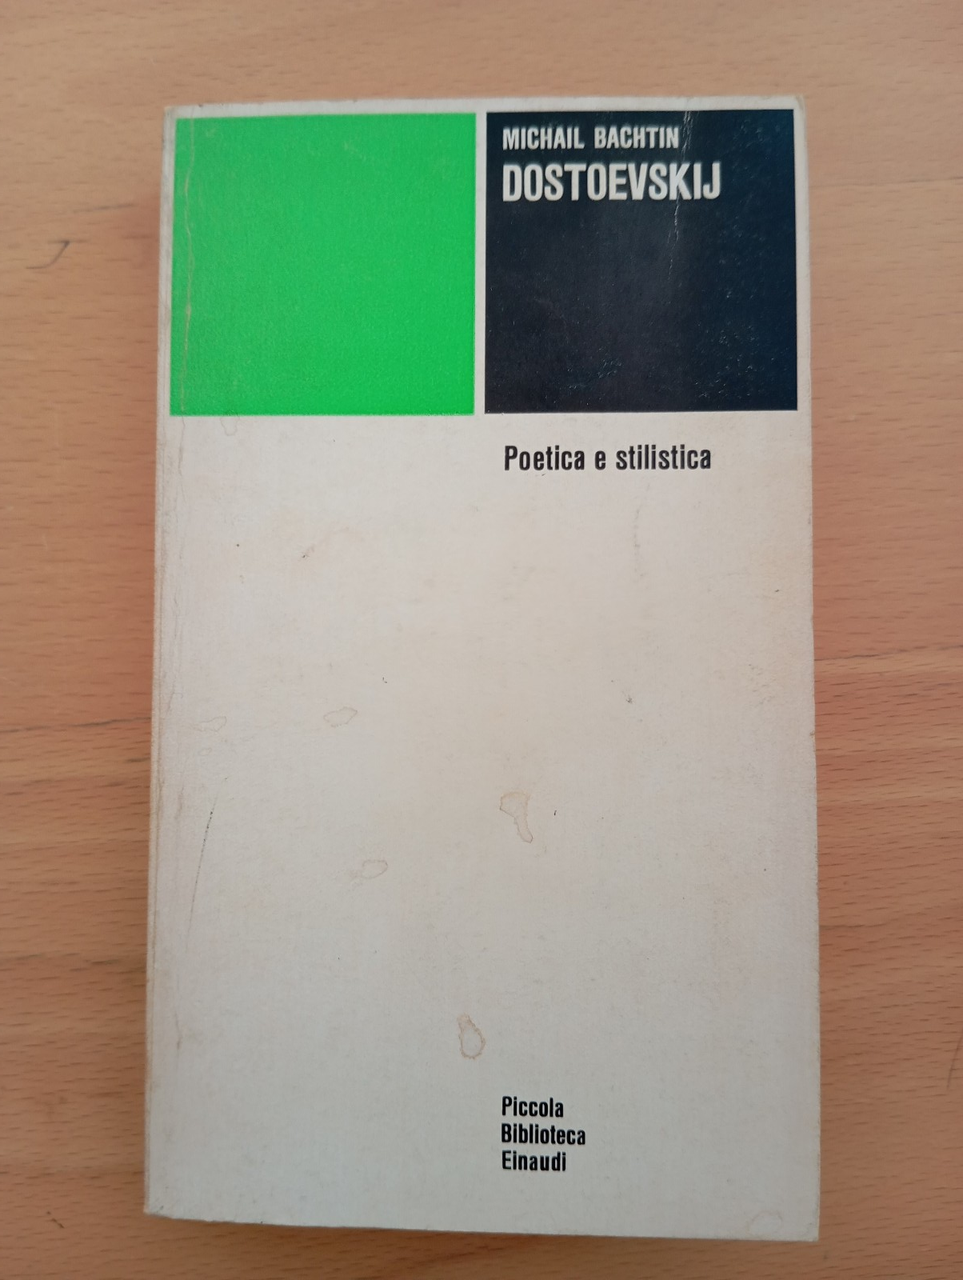 MICHAIL BACHTIN
DOSTOEVSKIJ
Poetica e stilistica
Piccola
Biblioteca
Einaudi